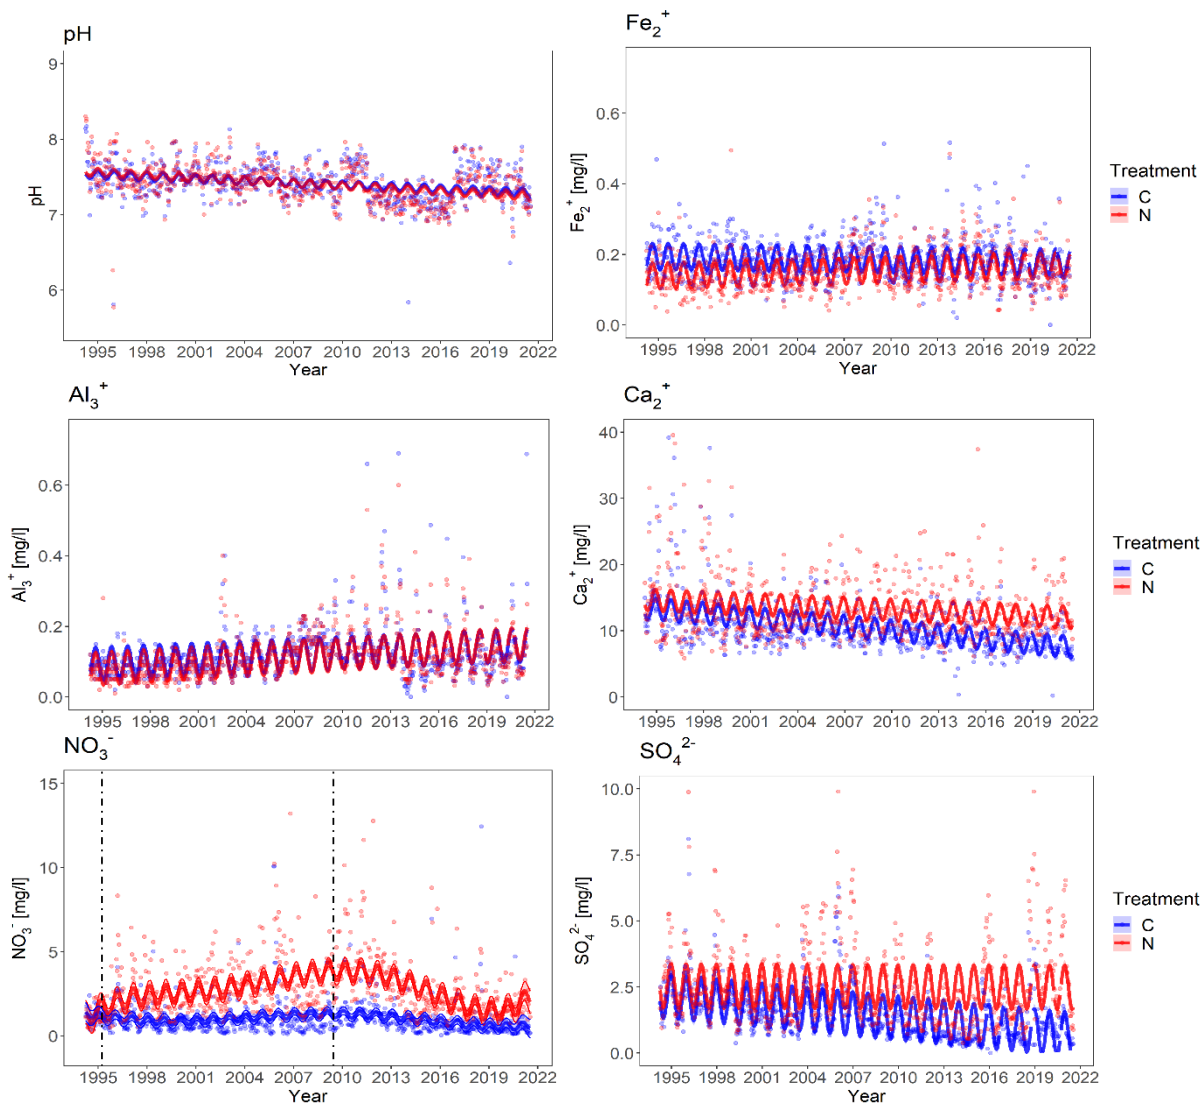 pH
9
8
7
6
pH
1995 1998 2001 2004 2007 2010 2013 2016 2019 2022
Year
Fe₂⁺
0.6
0.4
0.2
0.0
Fe₂⁺ [mg/l]
1995 1998 2001 2004 2007 2010 2013 2016 2019 2022
Year
Treatment
C
N
Al₃⁺
0.6
0.4
0.2
0.0
Al₃⁺ [mg/l]
1995 1998 2001 2004 2007 2010 2013 2016 2019 2022
Year
Ca₂⁺
40
30
20
10
0
Ca₂⁺ [mg/l]
1995 1998 2001 2004 2007 2010 2013 2016 2019 2022
Year
Treatment
C
N
NO₃⁻
15
10
5
0
NO₃⁻ [mg/l]
1995 1998 2001 2004 2007 2010 2013 2016 2019 2022
Year
SO₄²⁻
10.0
7.5
5.0
2.5
0.0
SO₄²⁻ [mg/l]
1995 1998 2001 2004 2007 2010 2013 2016 2019 2022
Year
Treatment
C
N